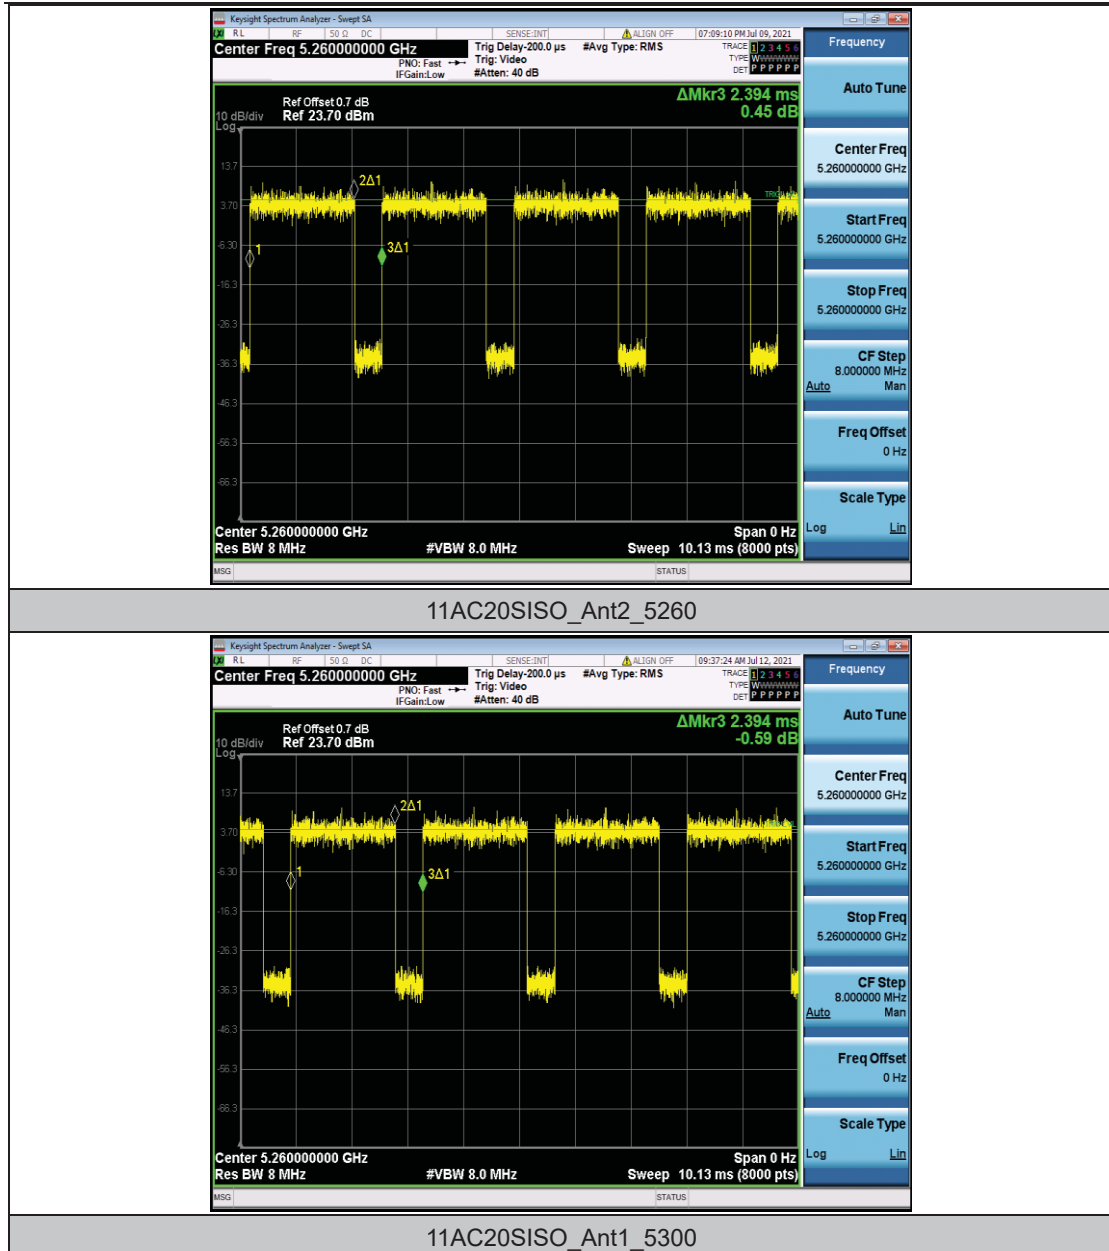 Keysight Spectrum Analyzer - Swept SA
LXI RL RF 50 Ω DC SENSE:INT ALIGN OFF 07:09:10 PM Jul 09, 2021
Center Freq 5.260000000 GHz
PNO: Fast
IFGain:Low
Trig Delay-200.0 µs
Trig: Video
#Atten: 40 dB
#Avg Type: RMS
TRACE 1 2 3 4 5 6
TYPE W
DET P P P P P P
ΔMkr3 2.394 ms
0.45 dB
Ref Offset 0.7 dB
10 dB/div Ref 23.70 dBm
Log
13.7
3.70
-6.30
-16.3
-26.3
-36.3
-46.3
-56.3
-66.3
1
2Δ1
3Δ1
Center 5.260000000 GHz Span 0 Hz
Res BW 8 MHz #VBW 8.0 MHz Sweep 10.13 ms (8000 pts)
MSG STATUS
Frequency
Auto Tune
Center Freq
5.260000000 GHz
Start Freq
5.260000000 GHz
Stop Freq
5.260000000 GHz
CF Step
8.000000 MHz
Auto Man
Freq Offset
0 Hz
Scale Type
Log Lin
11AC20SISO_Ant2_5260
Keysight Spectrum Analyzer - Swept SA
LXI RL RF 50 Ω DC SENSE:INT ALIGN OFF 09:37:24 AM Jul 12, 2021
Center Freq 5.260000000 GHz
PNO: Fast
IFGain:Low
Trig Delay-200.0 µs
Trig: Video
#Atten: 40 dB
#Avg Type: RMS
TRACE 1 2 3 4 5 6
TYPE W
DET P P P P P P
ΔMkr3 2.394 ms
-0.59 dB
Ref Offset 0.7 dB
10 dB/div Ref 23.70 dBm
Log
13.7
3.70
-6.30
-16.3
-26.3
-36.3
-46.3
-56.3
-66.3
1
2Δ1
3Δ1
Center 5.260000000 GHz Span 0 Hz
Res BW 8 MHz #VBW 8.0 MHz Sweep 10.13 ms (8000 pts)
MSG STATUS
Frequency
Auto Tune
Center Freq
5.260000000 GHz
Start Freq
5.260000000 GHz
Stop Freq
5.260000000 GHz
CF Step
8.000000 MHz
Auto Man
Freq Offset
0 Hz
Scale Type
Log Lin
11AC20SISO_Ant1_5300